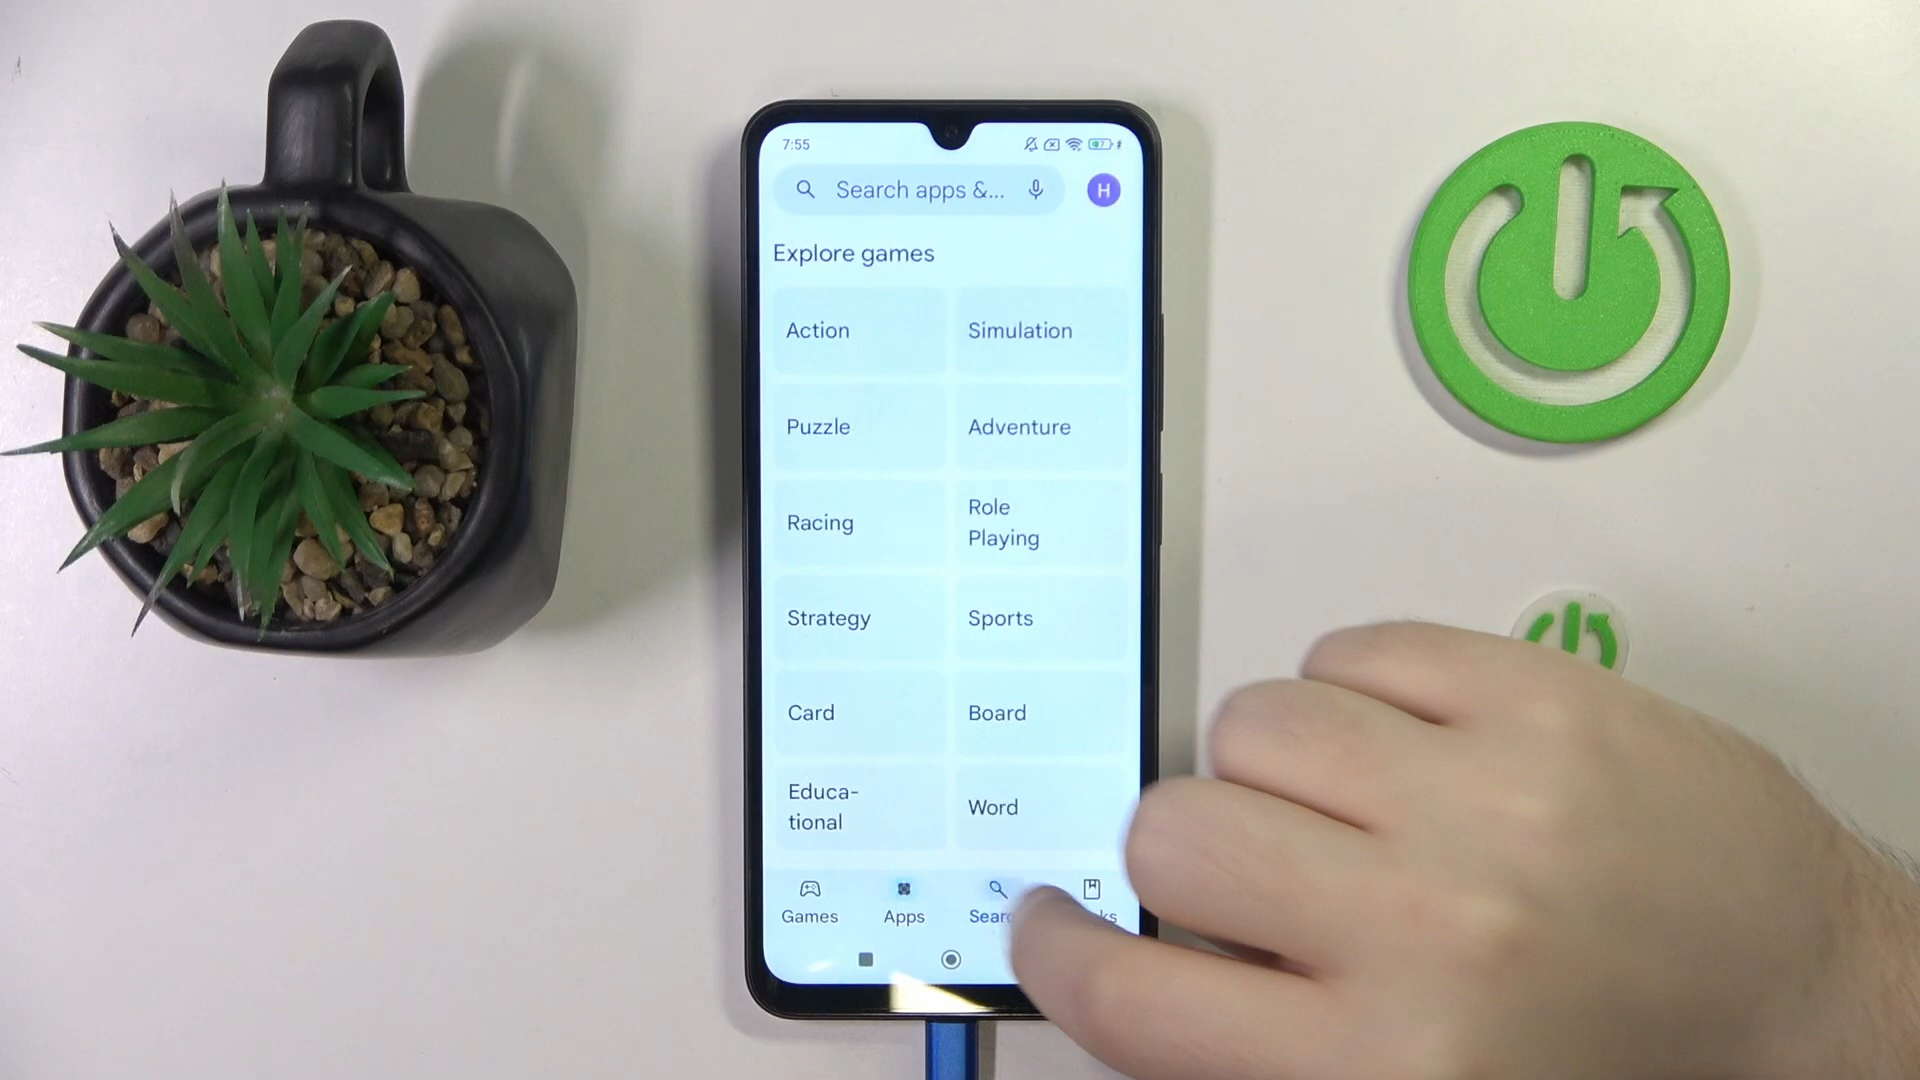 7:55
Search apps &...
H
Explore games
Action
Simulation
Puzzle
Adventure
Racing
Role
Playing
Strategy
Sports
Card
Board
Educa-
tional
Word
Games
Apps